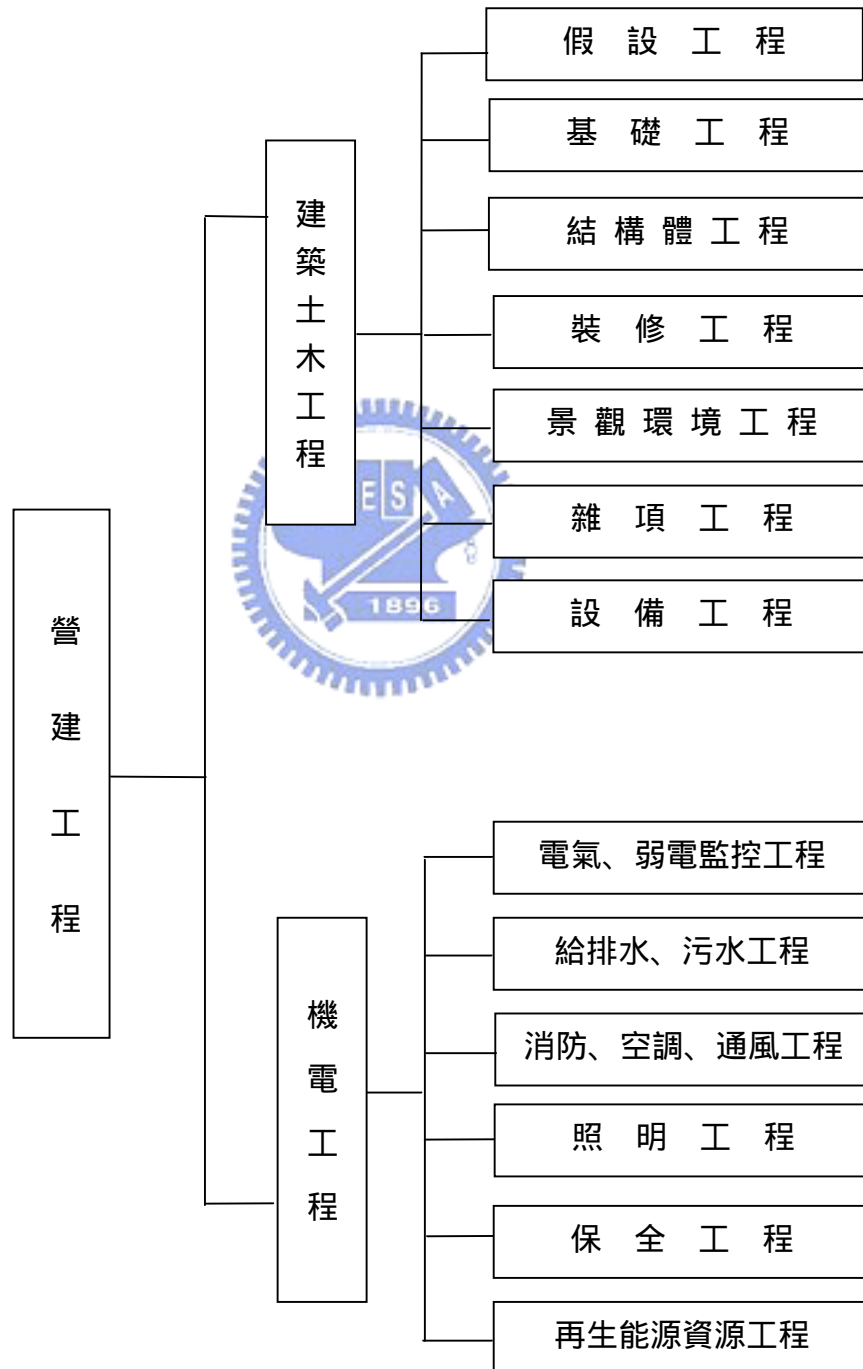 營建工程
建築土木工程
假設工程
基礎工程
結構體工程
裝修工程
景觀環境工程
雜項工程
設備工程
E S A
1896
機電工程
電氣、弱電監控工程
給排水、污水工程
消防、空調、通風工程
照明工程
保全工程
再生能源資源工程